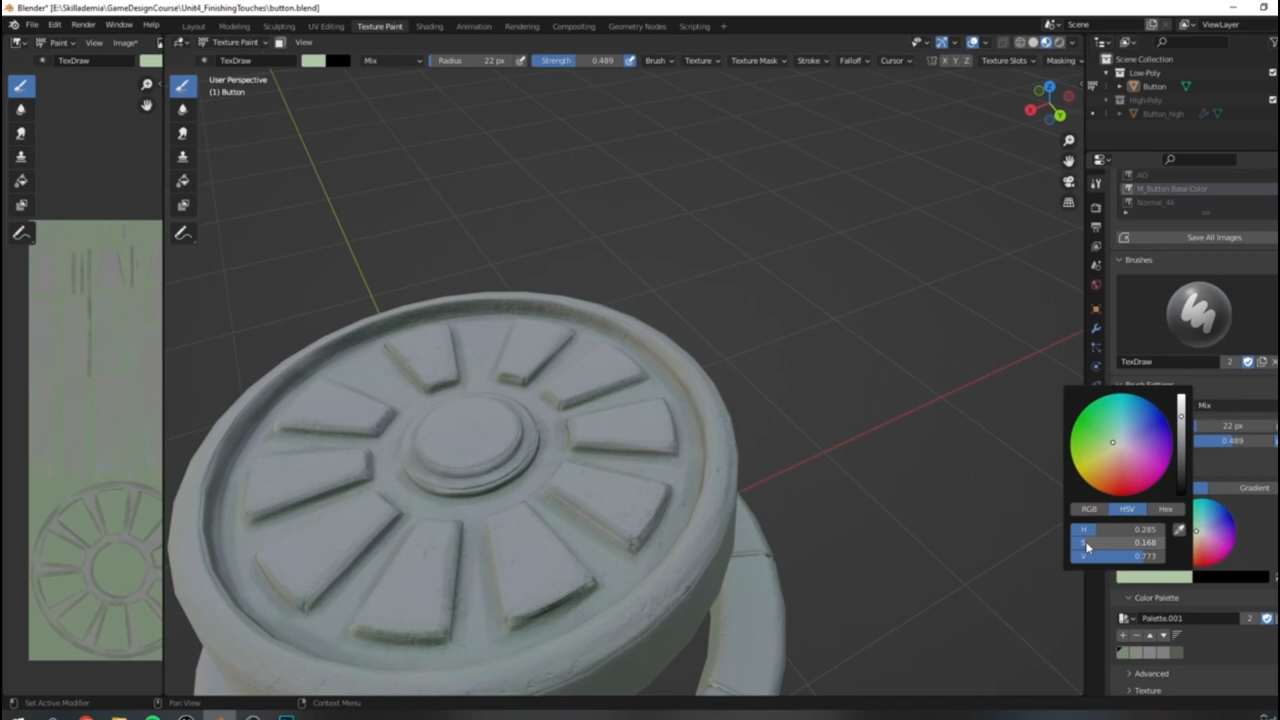 Blender* [E:\Skillademia\GameDesignCourse\Unit4_FinishingTouches\button.blend]
File Edit Render Window Help Layout Modeling Sculpting UV Editing Texture Paint Shading Animation Rendering Compositing Geometry Nodes Scripting + Scene ViewLayer
Paint View Image* Texture Paint View
TexDraw TexDraw Mix Radius 22 px Strength 0.489 Brush Texture Texture Mask Stroke Falloff Cursor X Y Z Texture Slots Masking
User Perspective
(1) Button
Scene Collection
Low-Poly
Button
High-Poly
Button_high
X
Y
Z
AO
M_Button Base Color
Normal_4k
Save All Images
Brushes
TexDraw 2
Mix
22 px
0.489
Gradient
RGB HSV Hex
H 0.285
S 0.168
V 0.773
Color Palette
Palette.001 2
Advanced
Texture
Set Active Modifier Pan View Context Menu